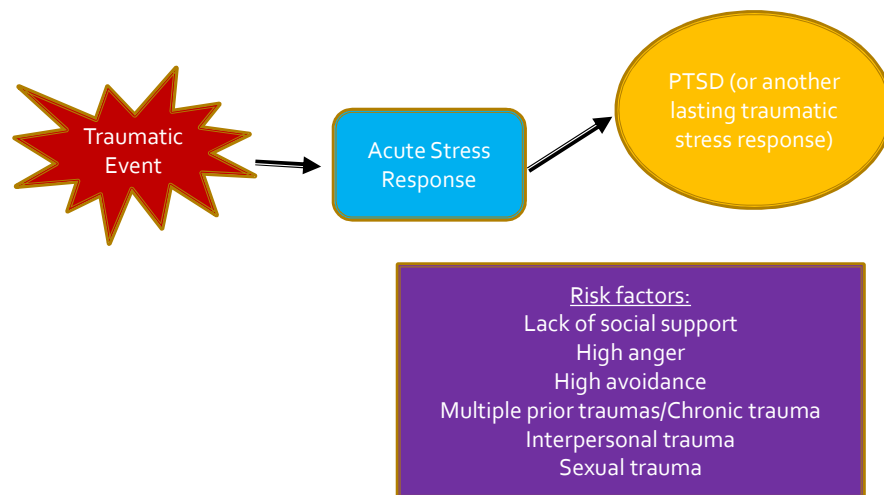 Traumatic
Event
Acute Stress
Response
PTSD (or another
lasting traumatic
stress response)
Risk factors:
Lack of social support
High anger
High avoidance
Multiple prior traumas/Chronic trauma
Interpersonal trauma
Sexual trauma